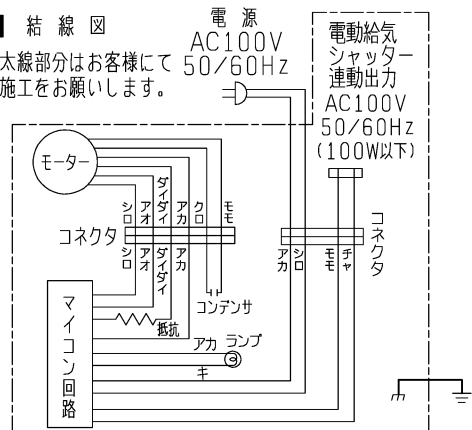 結線図
太線部分はお客様にて
施工をお願いします。
電源
AC100V
50/60Hz
電動給気
シャッター
連動出力
AC100V
50/60Hz
(100W以下)
モーター
シロ
アオ
ダイダイ
アカ
クロ
モモ
コネクタ
シロ
アオ
ダイダイ
アカ
コンデンサ
抵抗
アカ
ランプ
キ
マイコン回路
アカ
シロ
モモ
チャ
コネクタ